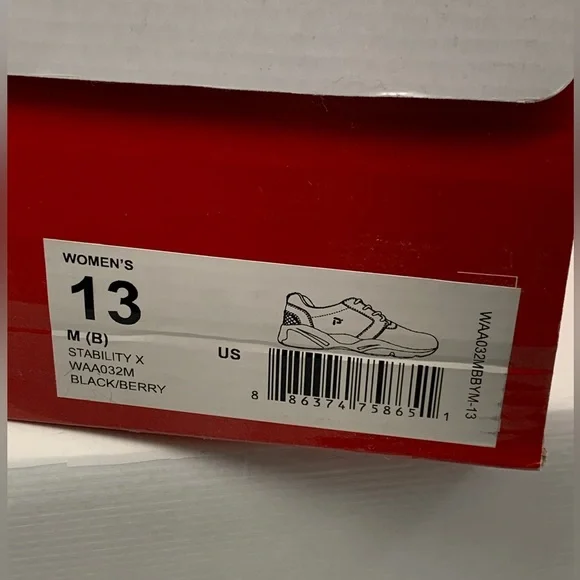 WOMEN'S
13
M (B)
STABILITY X
WAA032M
BLACK/BERRY
US
8 86374 75865 1
WAA032MBBYM-13